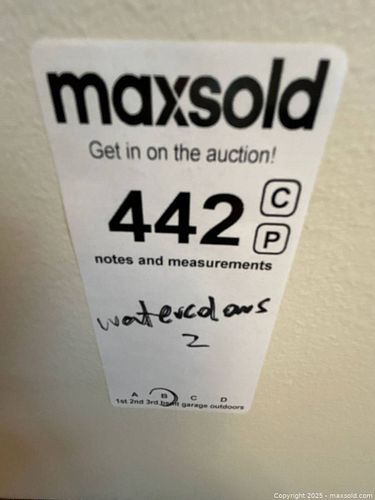 maxsold
Get in on the auction!
442 C
P
notes and measurements
watercolours
2
A B C D
1st 2nd 3rd bsmt garage outdoors
Copyright 2025 - maxsold.com